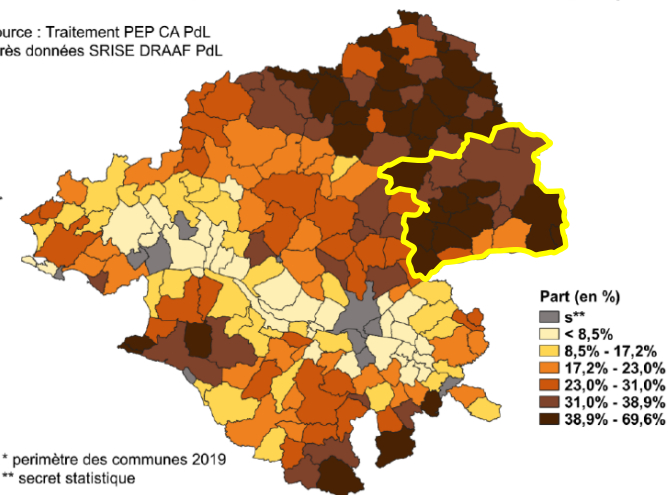 ource : Traitement PEP CA PdL
rès données SRISE DRAAF PdL
Part (en %)
s**
< 8,5%
8,5% - 17,2%
17,2% - 23,0%
23,0% - 31,0%
31,0% - 38,9%
38,9% - 69,6%
* perimètre des communes 2019
** secret statistique